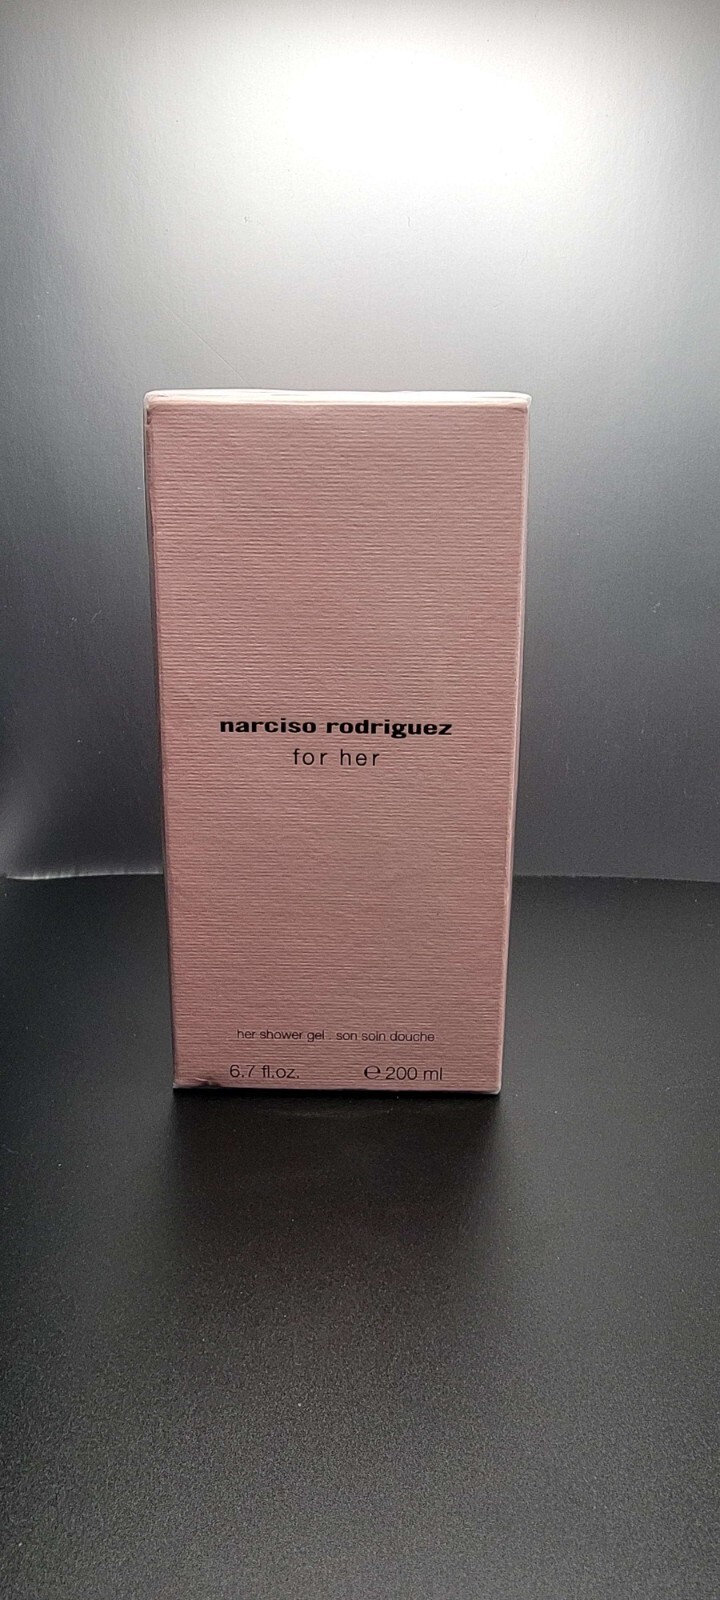 narciso rodriguez
for her
her shower gel . son soin douche
6.7 fl.oz. ℮ 200 ml